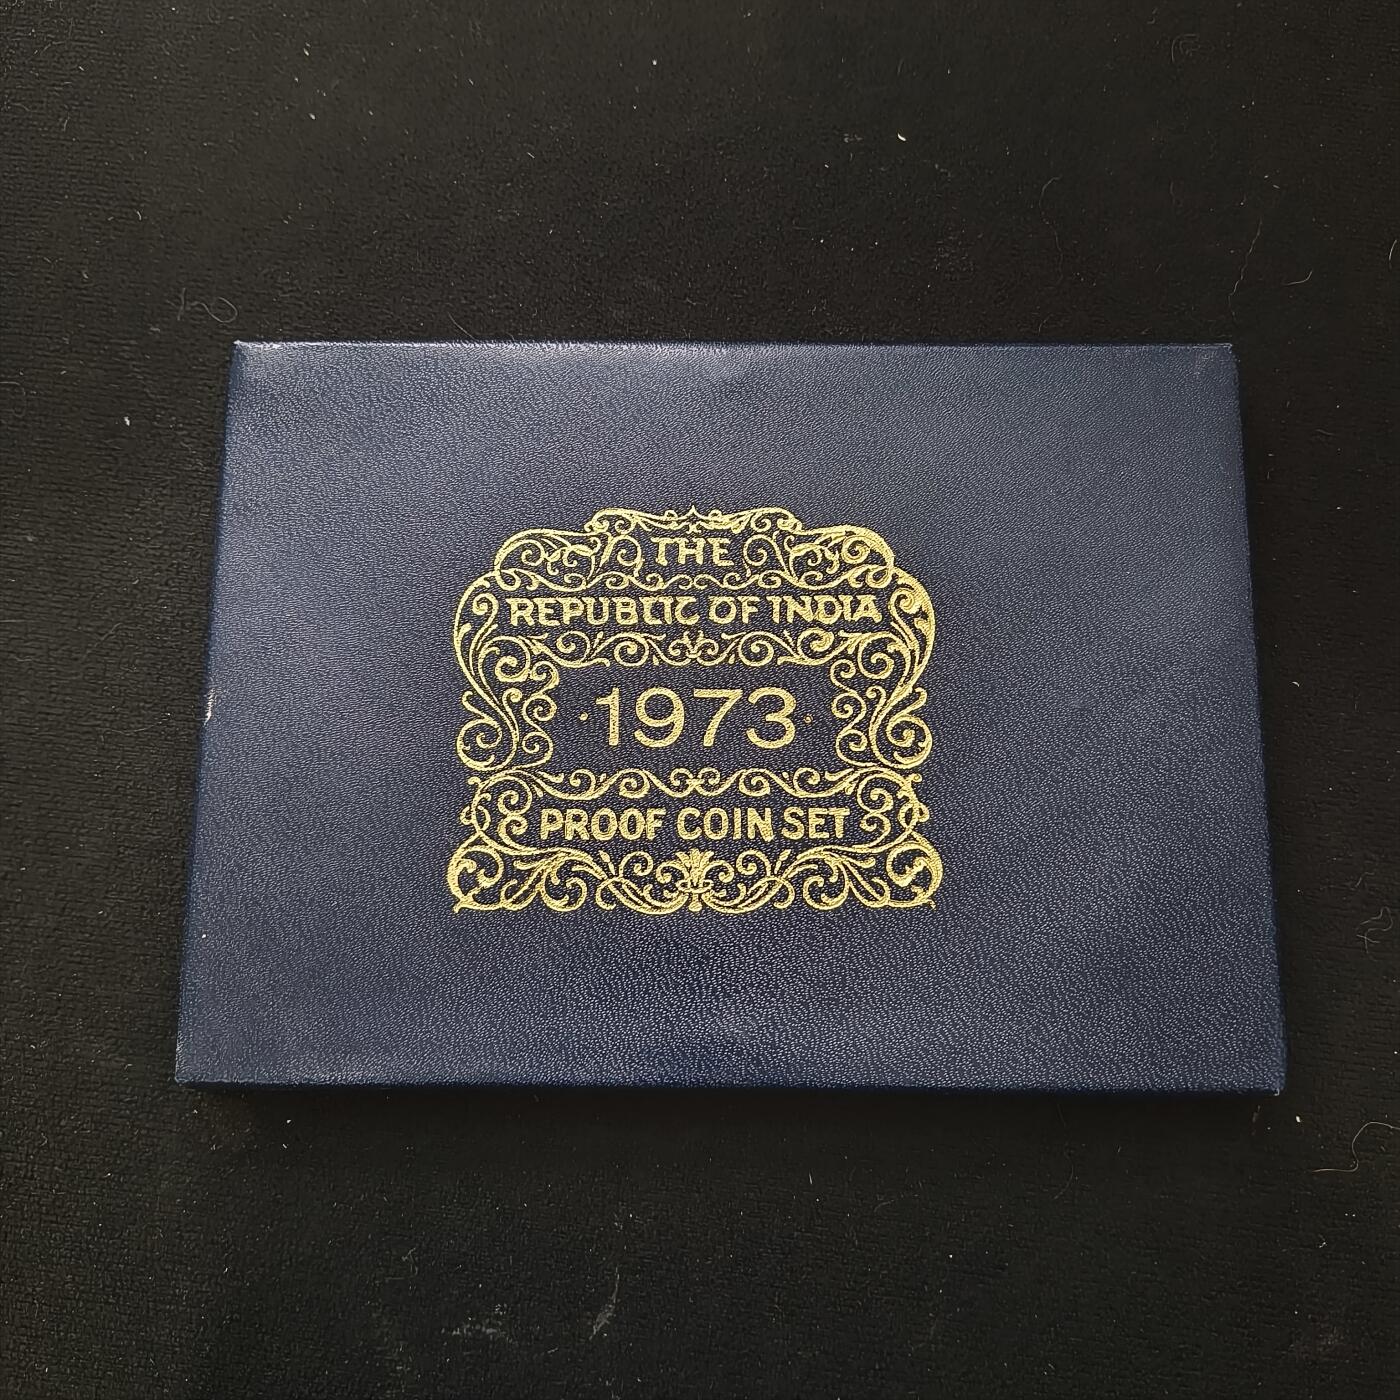 THE
REPUBLIC OF INDIA
·1973·
PROOF COIN SET